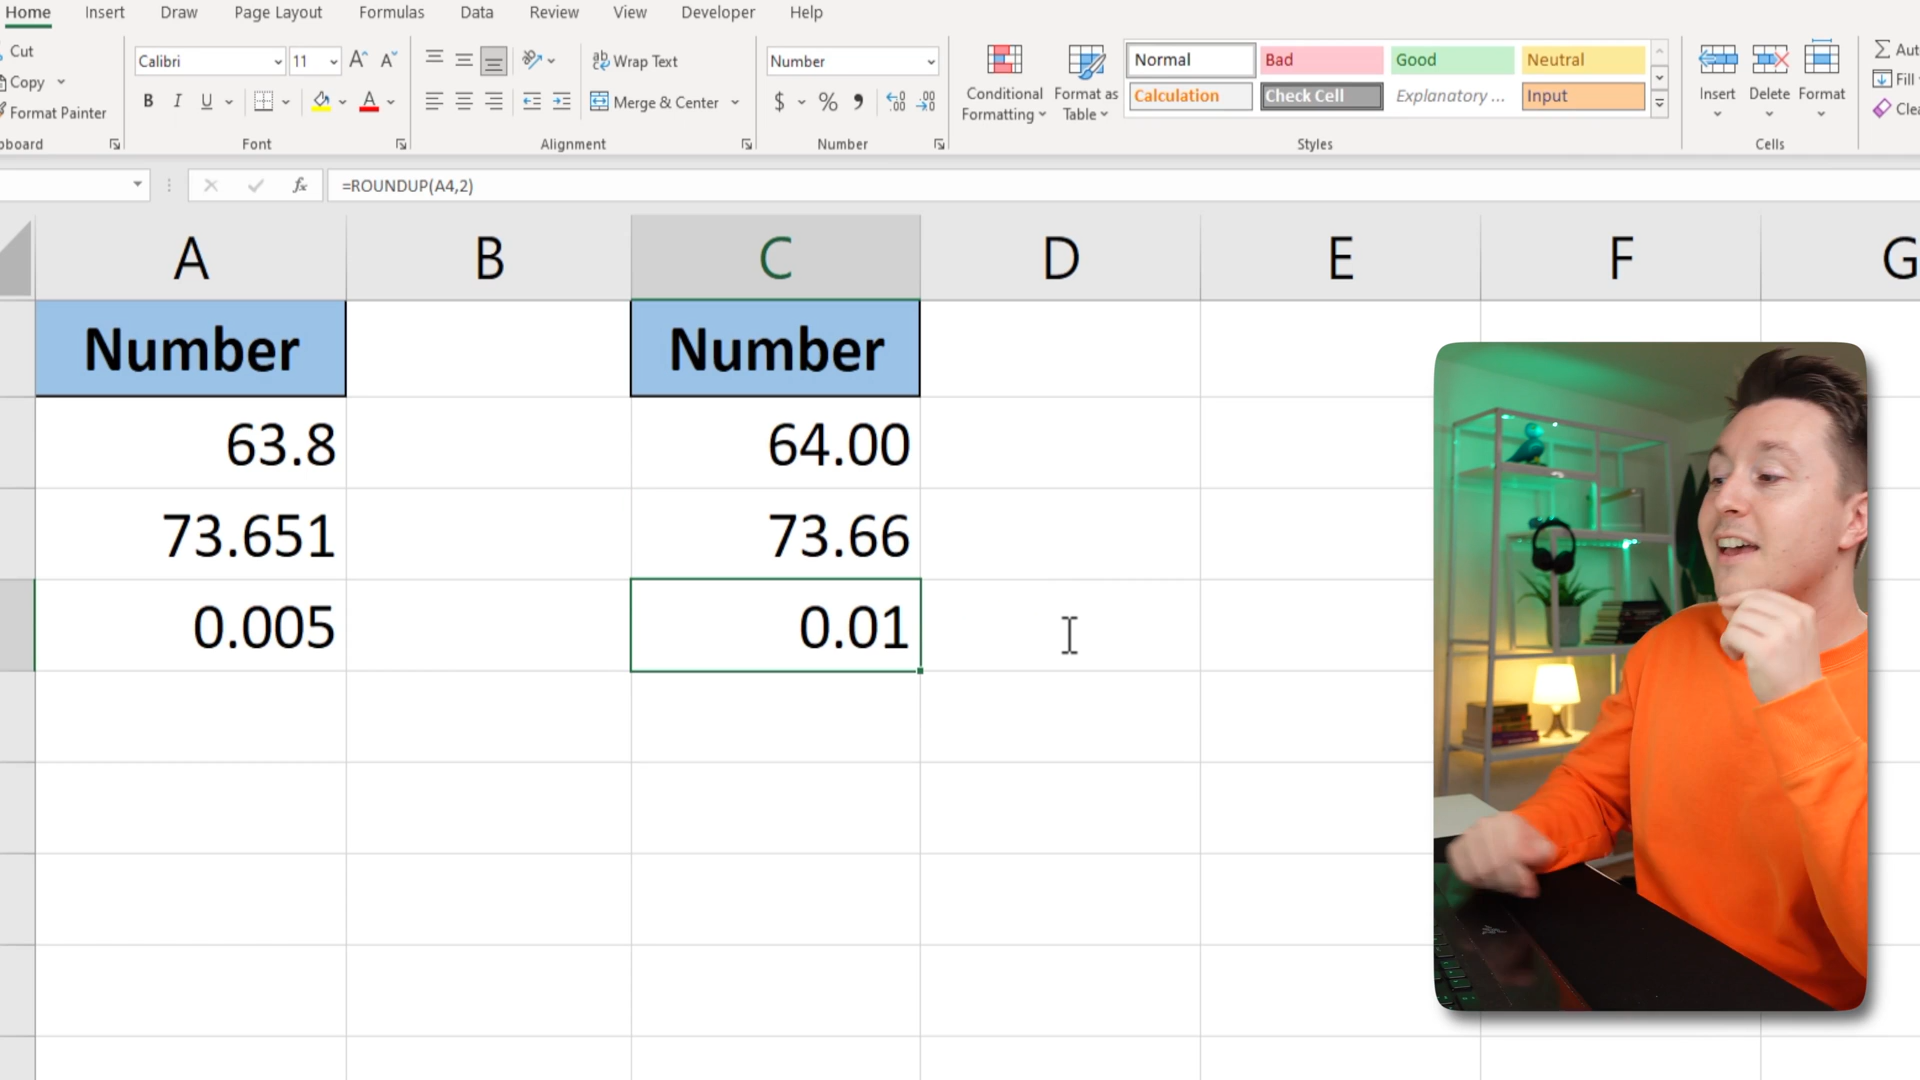 Home Insert Draw Page Layout Formulas Data Review View Developer Help
Cut
Copy
Format Painter
Calibri 11
B I U
Wrap Text
Merge & Center
Number
$ %
Conditional Formatting
Format as Table
Normal Bad Good Neutral
Calculation Check Cell Explanatory ... Input
Insert Delete Format
Fill
Font Alignment Number Styles Cells
fx =ROUNDUP(A4,2)
A B C D E F G
Number Number
63.8 64.00
73.651 73.66
0.005 0.01